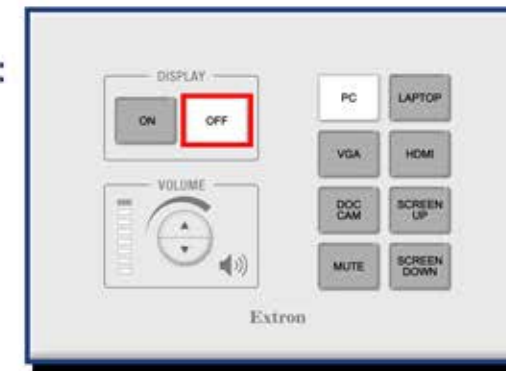 :
DISPLAY
ON
OFF
VOLUME
PC
LAPTOP
VGA
HDMI
DOC
CAM
SCREEN
UP
MUTE
SCREEN
DOWN
Extron